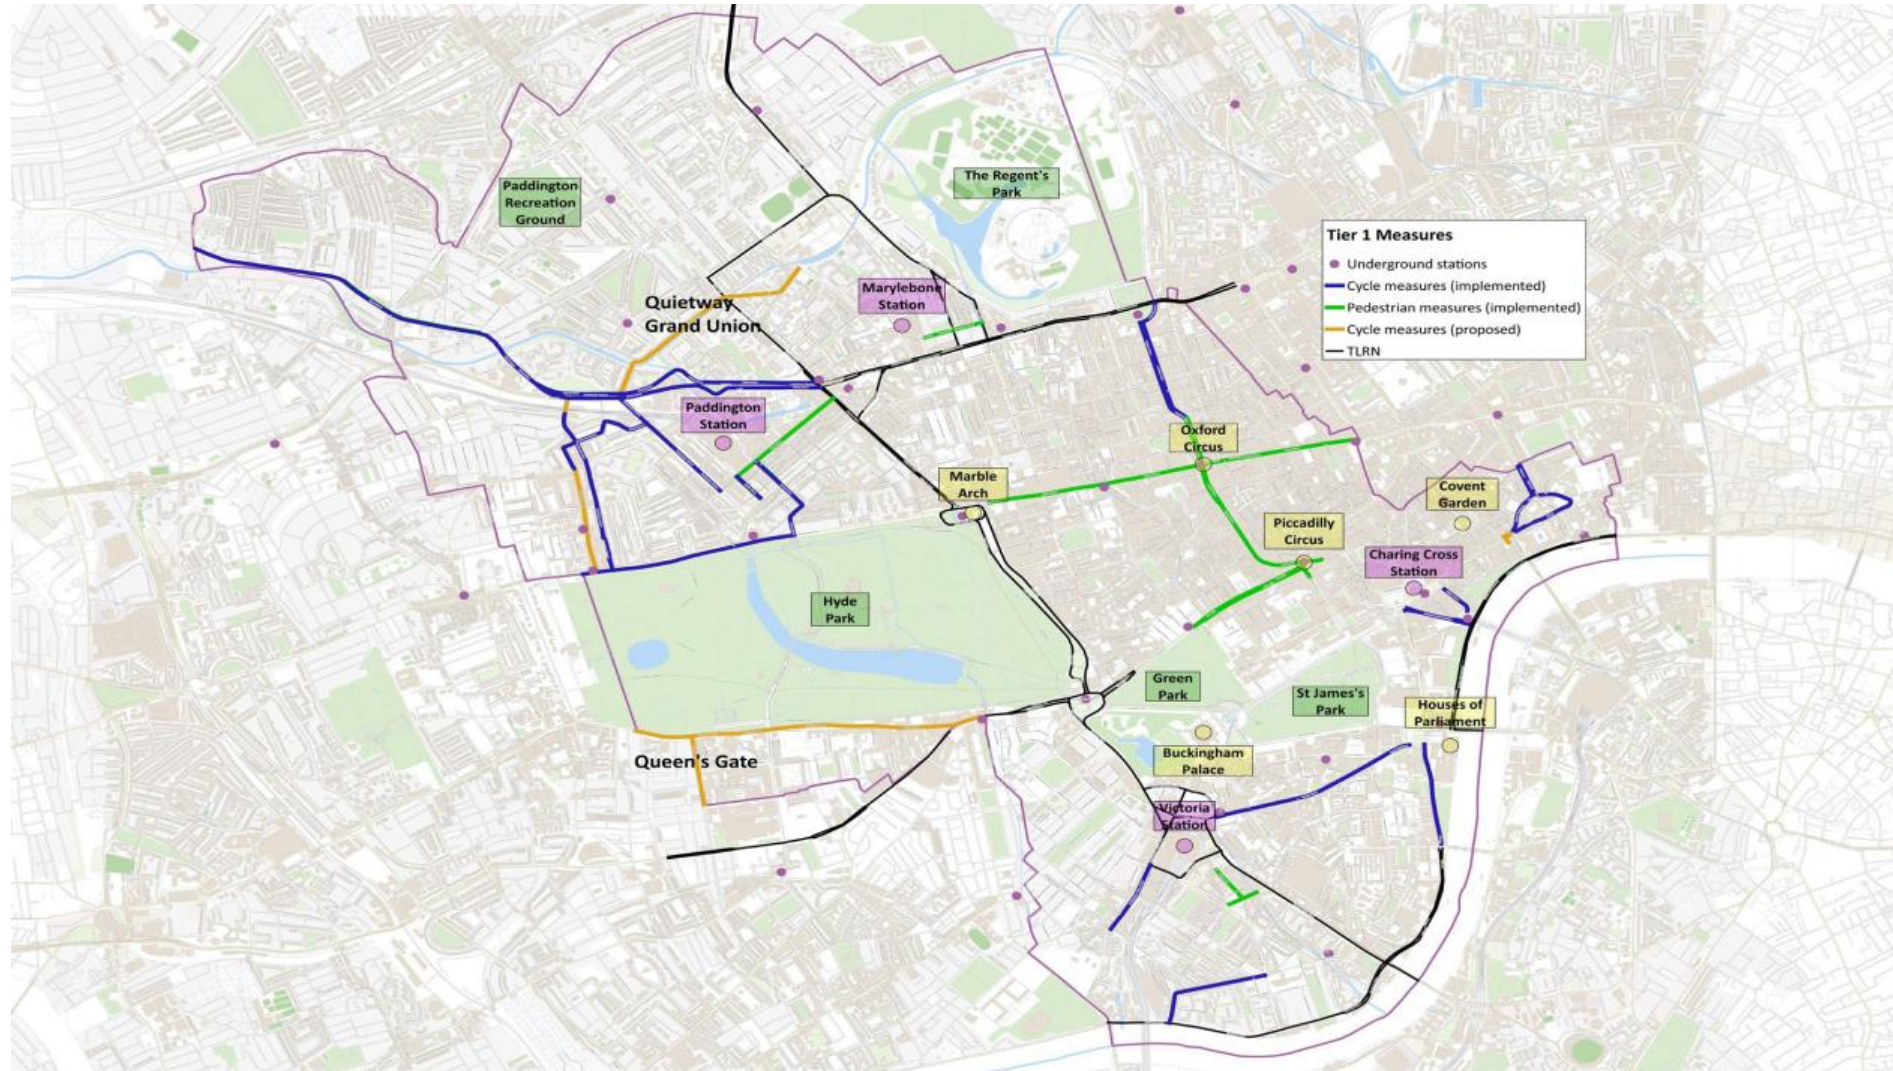 The Regent's
Park
Paddington
Recreation
Ground
Tier 1 Measures
Underground stations
Cycle measures (implemented)
Pedestrian measures (implemented)
Cycle measures (proposed)
TLRN
Marylebone
Station
Quietway
Grand Union
Paddington
Station
Oxford
Circus
Marble
Arch
Covent
Garden
Piccadilly
Circus
Charing Cross
Station
Hyde
Park
Green
Park
St James's
Park
Houses of
Parliament
Buckingham
Palace
Queen's Gate
Victoria
Station